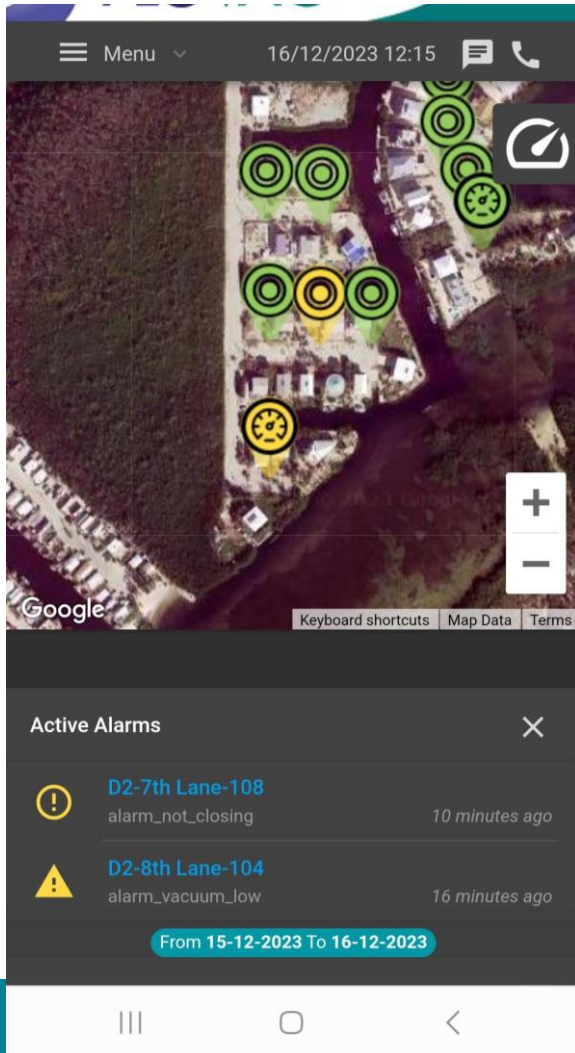 Menu
16/12/2023 12:15
Google
Keyboard shortcuts
Map Data
Terms
Active Alarms
D2-7th Lane-108
alarm_not_closing
10 minutes ago
D2-8th Lane-104
alarm_vacuum_low
16 minutes ago
From 15-12-2023 To 16-12-2023